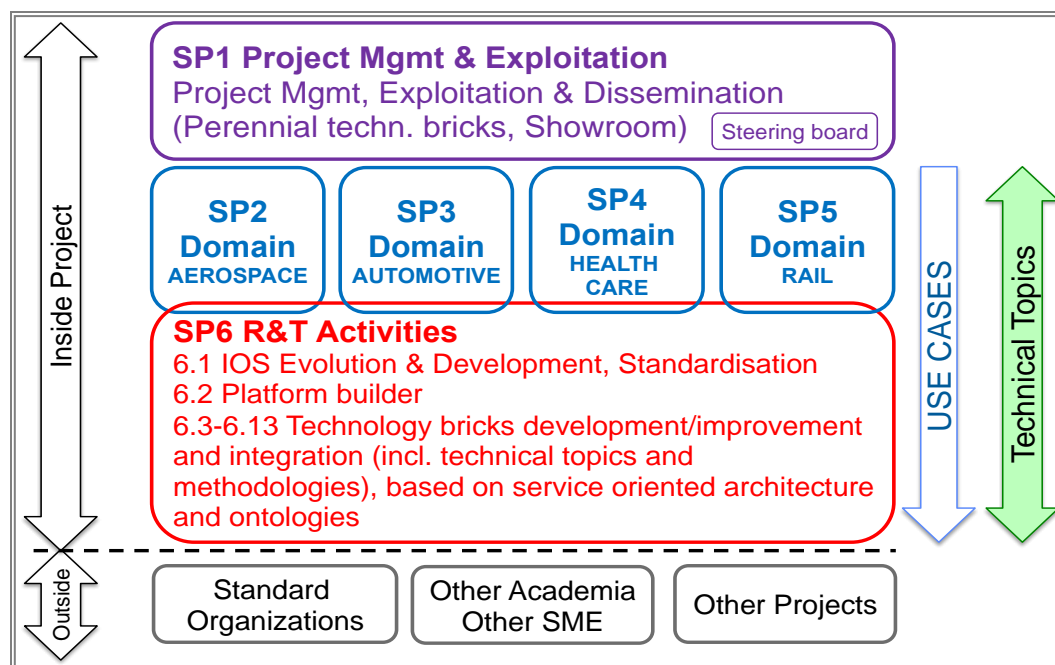 SP1 Project Mgmt & Exploitation
Project Mgmt, Exploitation & Dissemination
(Perennial techn. bricks, Showroom)
Steering board
SP2
Domain
AEROSPACE
SP3
Domain
AUTOMOTIVE
SP4
Domain
HEALTH
CARE
SP5
Domain
RAIL
SP6 R&T Activities
6.1 IOS Evolution & Development, Standardisation
6.2 Platform builder
6.3-6.13 Technology bricks development/improvement
and integration (incl. technical topics and
methodologies), based on service oriented architecture
and ontologies
Inside Project
USE CASES
Technical Topics
Outside
Standard
Organizations
Other Academia
Other SME
Other Projects